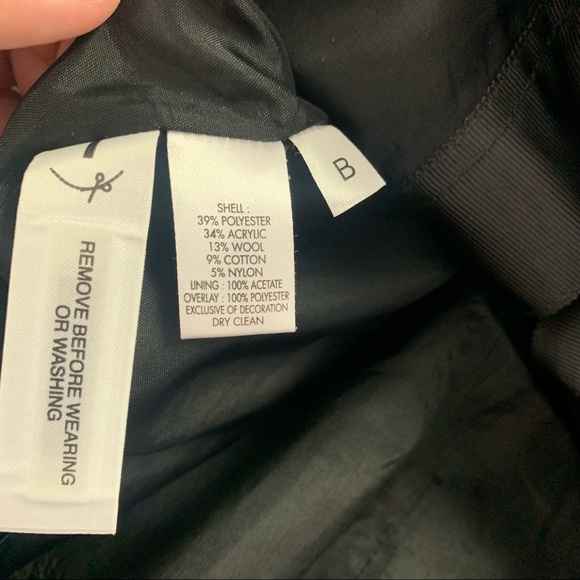 REMOVE BEFORE WEARING
OR WASHING
SHELL :
39% POLYESTER
34% ACRYLIC
13% WOOL
9% COTTON
5% NYLON
LINING : 100% ACETATE
OVERLAY : 100% POLYESTER
EXCLUSIVE OF DECORATION
DRY CLEAN
B